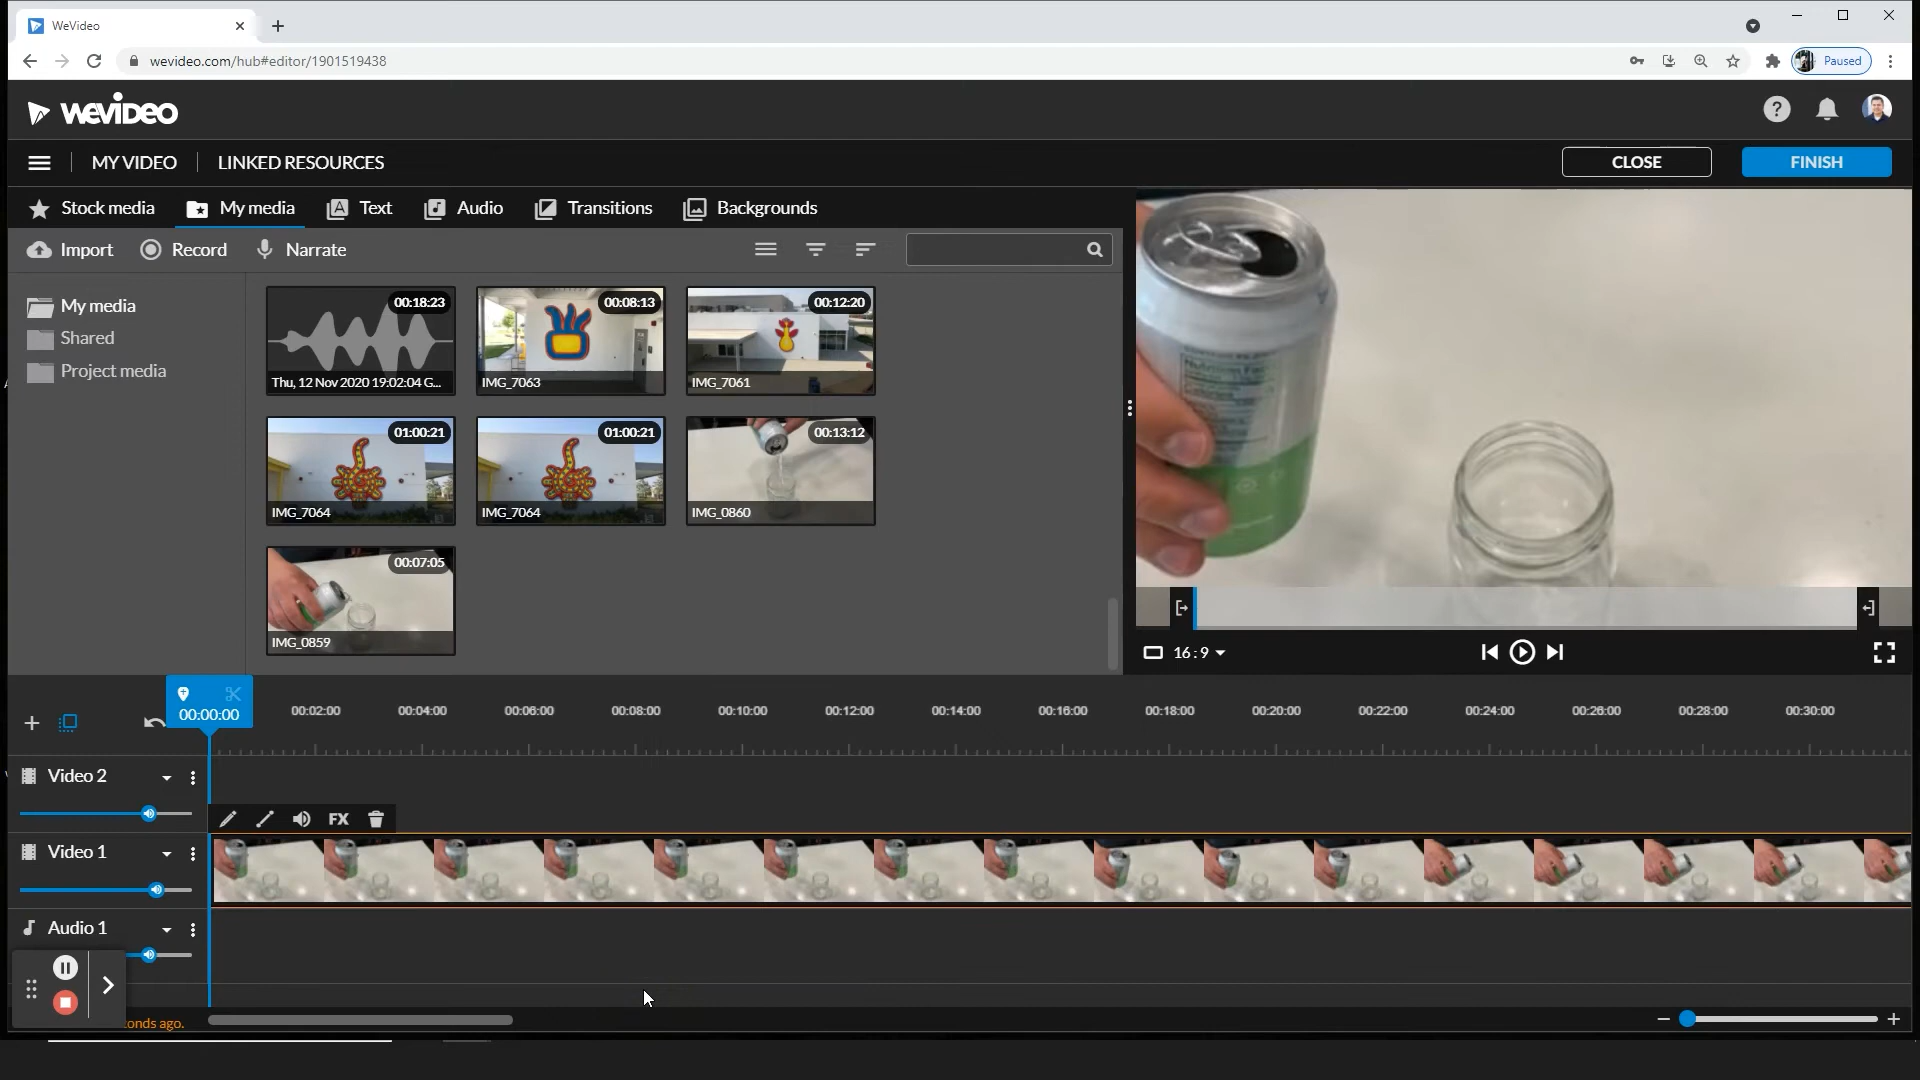 WeVideo
wevideo.com/hub#editor/1901519438
Paused
WEVIDEO
MY VIDEO
LINKED RESOURCES
CLOSE
FINISH
Stock media
My media
Text
Audio
Transitions
Backgrounds
Import
Record
Narrate
My media
Shared
Project media
00:18:23
Thu, 12 Nov 2020 19:02:04 G...
00:08:13
IMG_7063
00:12:20
IMG_7061
01:00:21
IMG_7064
01:00:21
IMG_7064
00:13:12
IMG_0860
00:07:05
IMG_0859
Nutrition Facts
16:9
00:00:00
00:02:00
00:04:00
00:06:00
00:08:00
00:10:00
00:12:00
00:14:00
00:16:00
00:18:00
00:20:00
00:22:00
00:24:00
00:26:00
00:28:00
00:30:00
Video 2
FX
Video 1
Audio 1
onds ago.